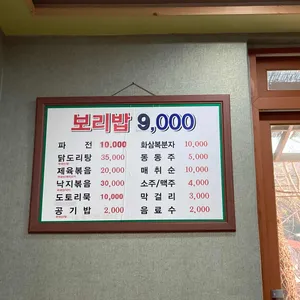 보리밥 9,000
파 전 10,000
닭도리탕 35,000
제육볶음 20,000
낙지볶음 30,000
도토리묵 10,000
공기밥 2,000
화심복분자 10,000
동동주 5,000
매취순 10,000
소주/맥주 4,000
막걸리 3,000
음료수 2,000